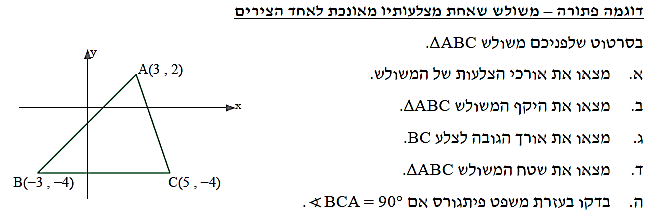 דוגמה פתורה – משולש שאחת מצלעותיו מאונכת לאחד הצירים
בסרטוט שלפניכם משולש ΔABC.
א. מצאו את אורכי הצלעות של המשולש.
ב. מצאו את היקף המשולש ΔABC.
ג. מצאו את אורך הגובה לצלע BC.
ד. מצאו את שטח המשולש ΔABC.
ה. בדקו בעזרת משפט פיתגורס אם ∢BCA = 90°.
y
A(3 , 2)
x
B(−3 , −4)
C(5 , −4)